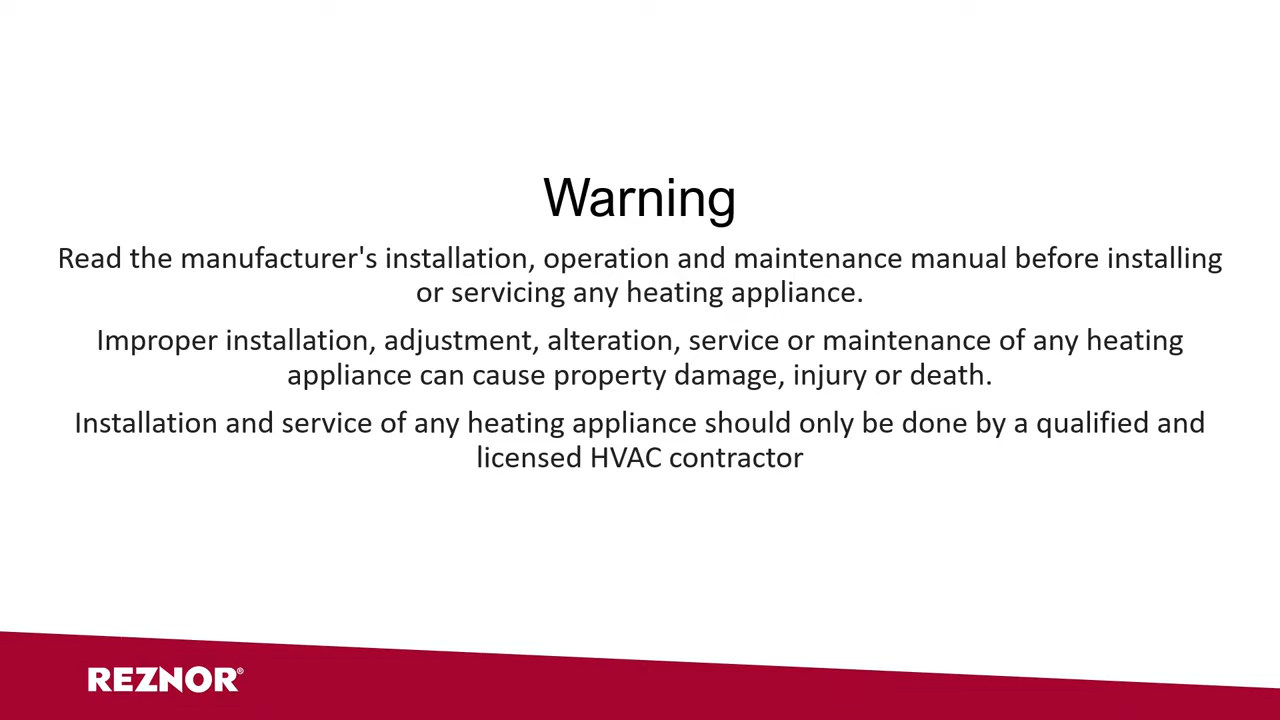 Warning
Read the manufacturer's installation, operation and maintenance manual before installing
or servicing any heating appliance.
Improper installation, adjustment, alteration, service or maintenance of any heating
appliance can cause property damage, injury or death.
Installation and service of any heating appliance should only be done by a qualified and
licensed HVAC contractor
REZNOR®